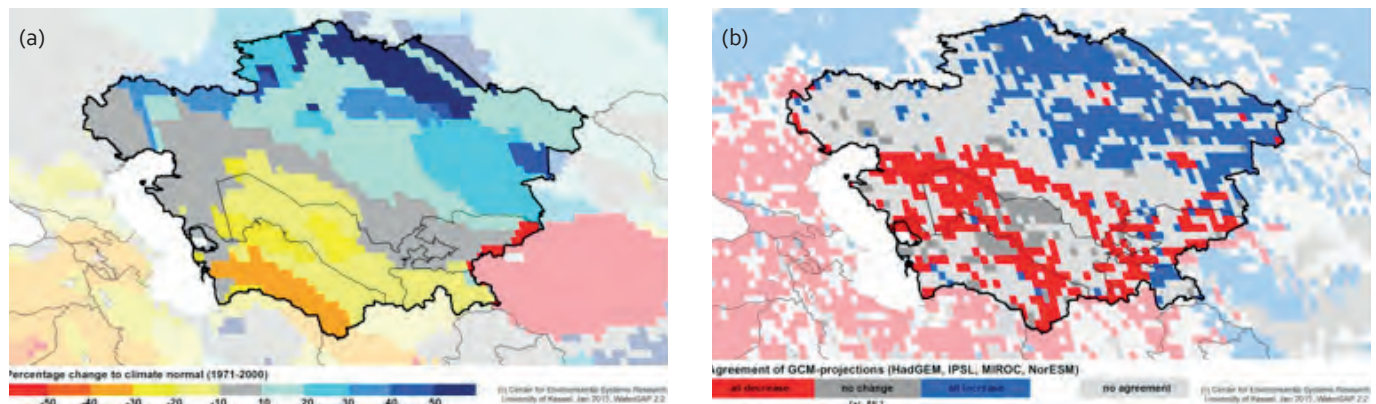 (a)
(b)
Percentage change to climate normal (1971-2000)
-50 -40 -30 -20 -10 10 20 30 40 50
(c) Center for Environmental Systems Research
University of Kassel, Jan 2015, WaterGAP 2.2
Agreement of GCM-projections (HadGEM, IPSL, MIROC, NorESM)
all decrease no change all increase no agreement
(c) Center for Environmental Systems Research
University of Kassel, Jan 2015, WaterGAP 2.2